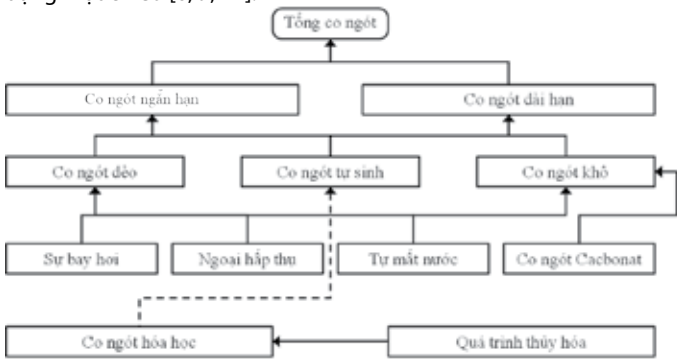 Tổng co ngót
Co ngót ngắn hạn
Co ngót dài han
Co ngót dẻo
Co ngót tự sinh
Co ngót khô
Sự bay hơi
Ngoại hấp thụ
Tự mất nước
Co ngót Cacbonat
Co ngót hóa học
Quá trình thủy hóa